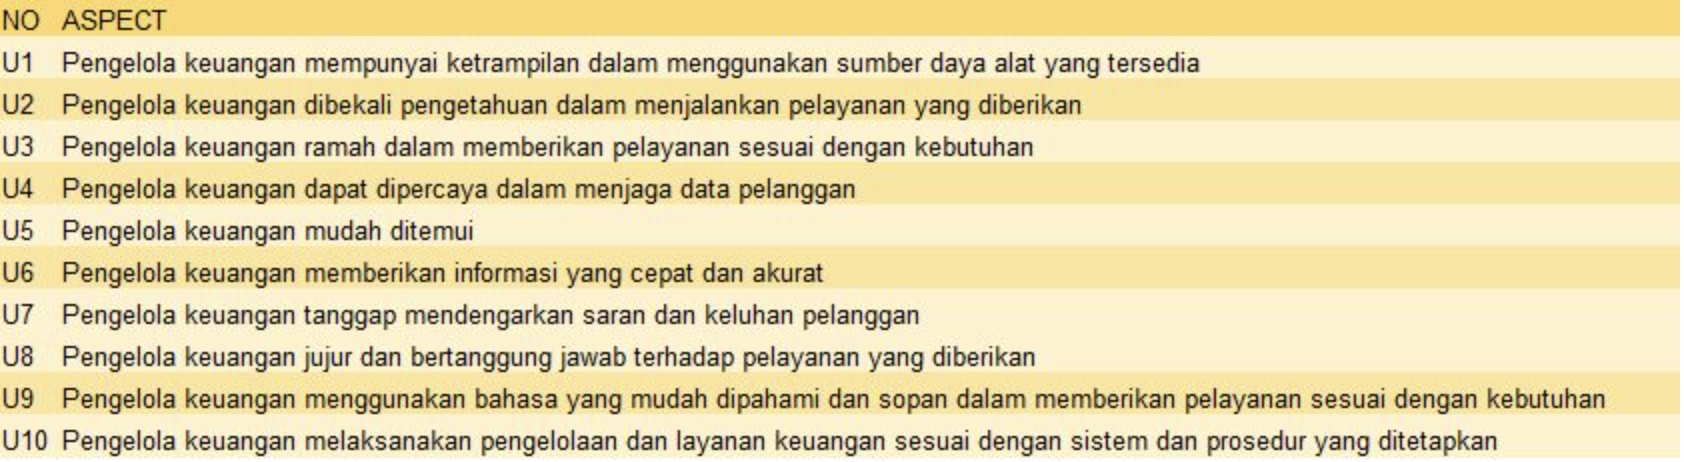 NO ASPECT
U1 Pengelola keuangan mempunyai ketrampilan dalam menggunakan sumber daya alat yang tersedia
U2 Pengelola keuangan dibekali pengetahuan dalam menjalankan pelayanan yang diberikan
U3 Pengelola keuangan ramah dalam memberikan pelayanan sesuai dengan kebutuhan
U4 Pengelola keuangan dapat dipercaya dalam menjaga data pelanggan
U5 Pengelola keuangan mudah ditemui
U6 Pengelola keuangan memberikan informasi yang cepat dan akurat
U7 Pengelola keuangan tanggap mendengarkan saran dan keluhan pelanggan
U8 Pengelola keuangan jujur dan bertanggung jawab terhadap pelayanan yang diberikan
U9 Pengelola keuangan menggunakan bahasa yang mudah dipahami dan sopan dalam memberikan pelayanan sesuai dengan kebutuhan
U10 Pengelola keuangan melaksanakan pengelolaan dan layanan keuangan sesuai dengan sistem dan prosedur yang ditetapkan